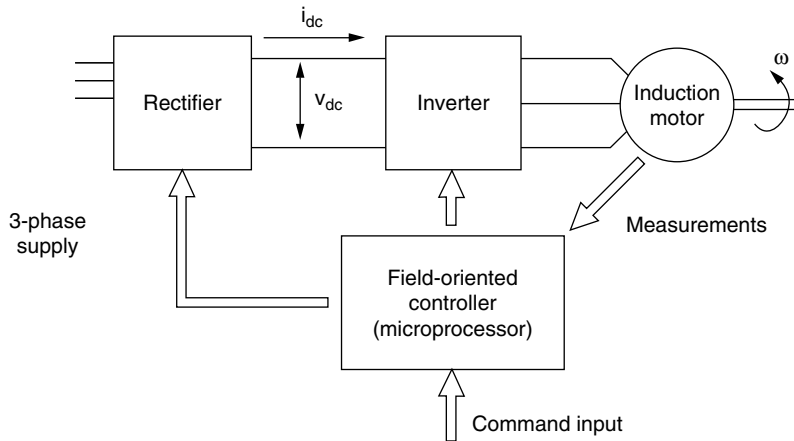 i_dc
ω
Rectifier
v_dc
Inverter
Induction
motor
3-phase
supply
Measurements
Field-oriented
controller
(microprocessor)
Command input